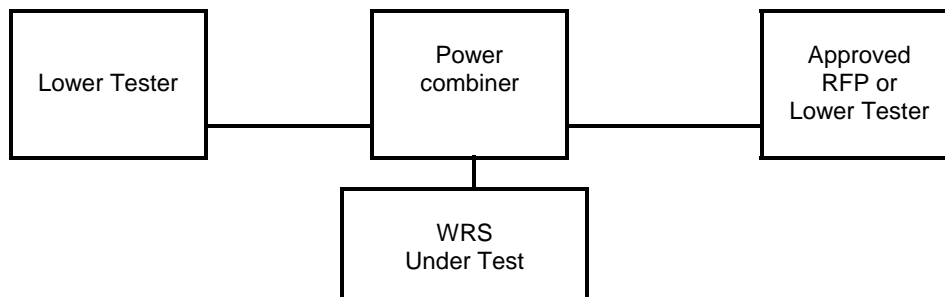 Lower Tester
Power
combiner
Approved
RFP or
Lower Tester
WRS
Under Test